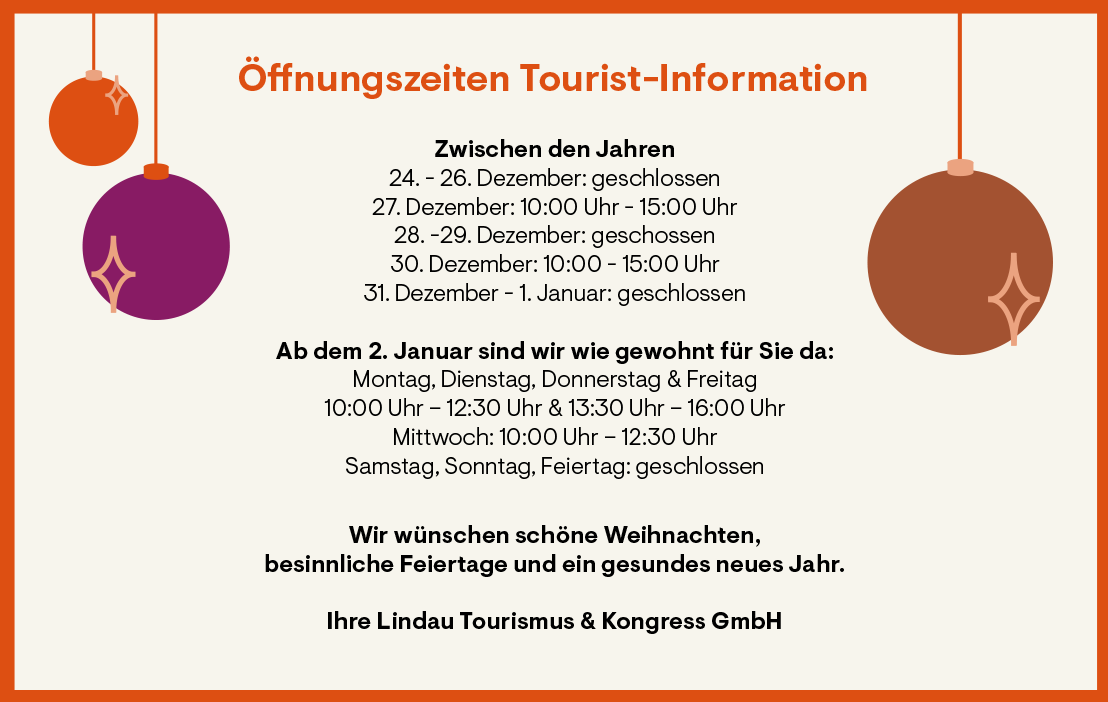 Öffnungszeiten Tourist-Information
Zwischen den Jahren
24. - 26. Dezember: geschlossen
27. Dezember: 10:00 Uhr - 15:00 Uhr
28. -29. Dezember: geschossen
30. Dezember: 10:00 - 15:00 Uhr
31. Dezember - 1. Januar: geschlossen
Ab dem 2. Januar sind wir wie gewohnt für Sie da:
Montag, Dienstag, Donnerstag & Freitag
10:00 Uhr – 12:30 Uhr & 13:30 Uhr – 16:00 Uhr
Mittwoch: 10:00 Uhr – 12:30 Uhr
Samstag, Sonntag, Feiertag: geschlossen
Wir wünschen schöne Weihnachten,
besinnliche Feiertage und ein gesundes neues Jahr.
Ihre Lindau Tourismus & Kongress GmbH